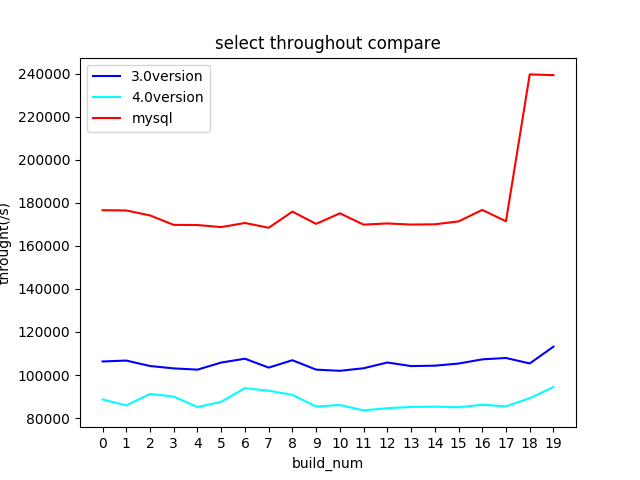 select throughout compare
240000
220000
200000
180000
160000
140000
120000
100000
80000
3.0version
4.0version
mysql
throught(/s)
0 1 2 3 4 5 6 7 8 9 10 11 12 13 14 15 16 17 18 19
build_num